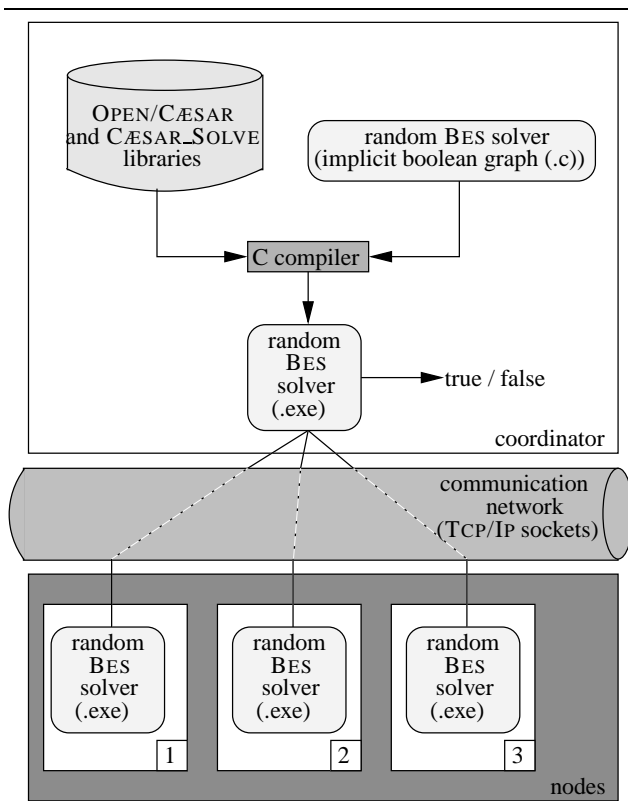 OPEN/CÆSAR
and CÆSAR_SOLVE
libraries
random BES solver
(implicit boolean graph (.c))
C compiler
random
BES
solver
(.exe)
true / false
coordinator
communication
network
(TCP/IP sockets)
random
BES
solver
(.exe)
1
random
BES
solver
(.exe)
2
random
BES
solver
(.exe)
3
nodes